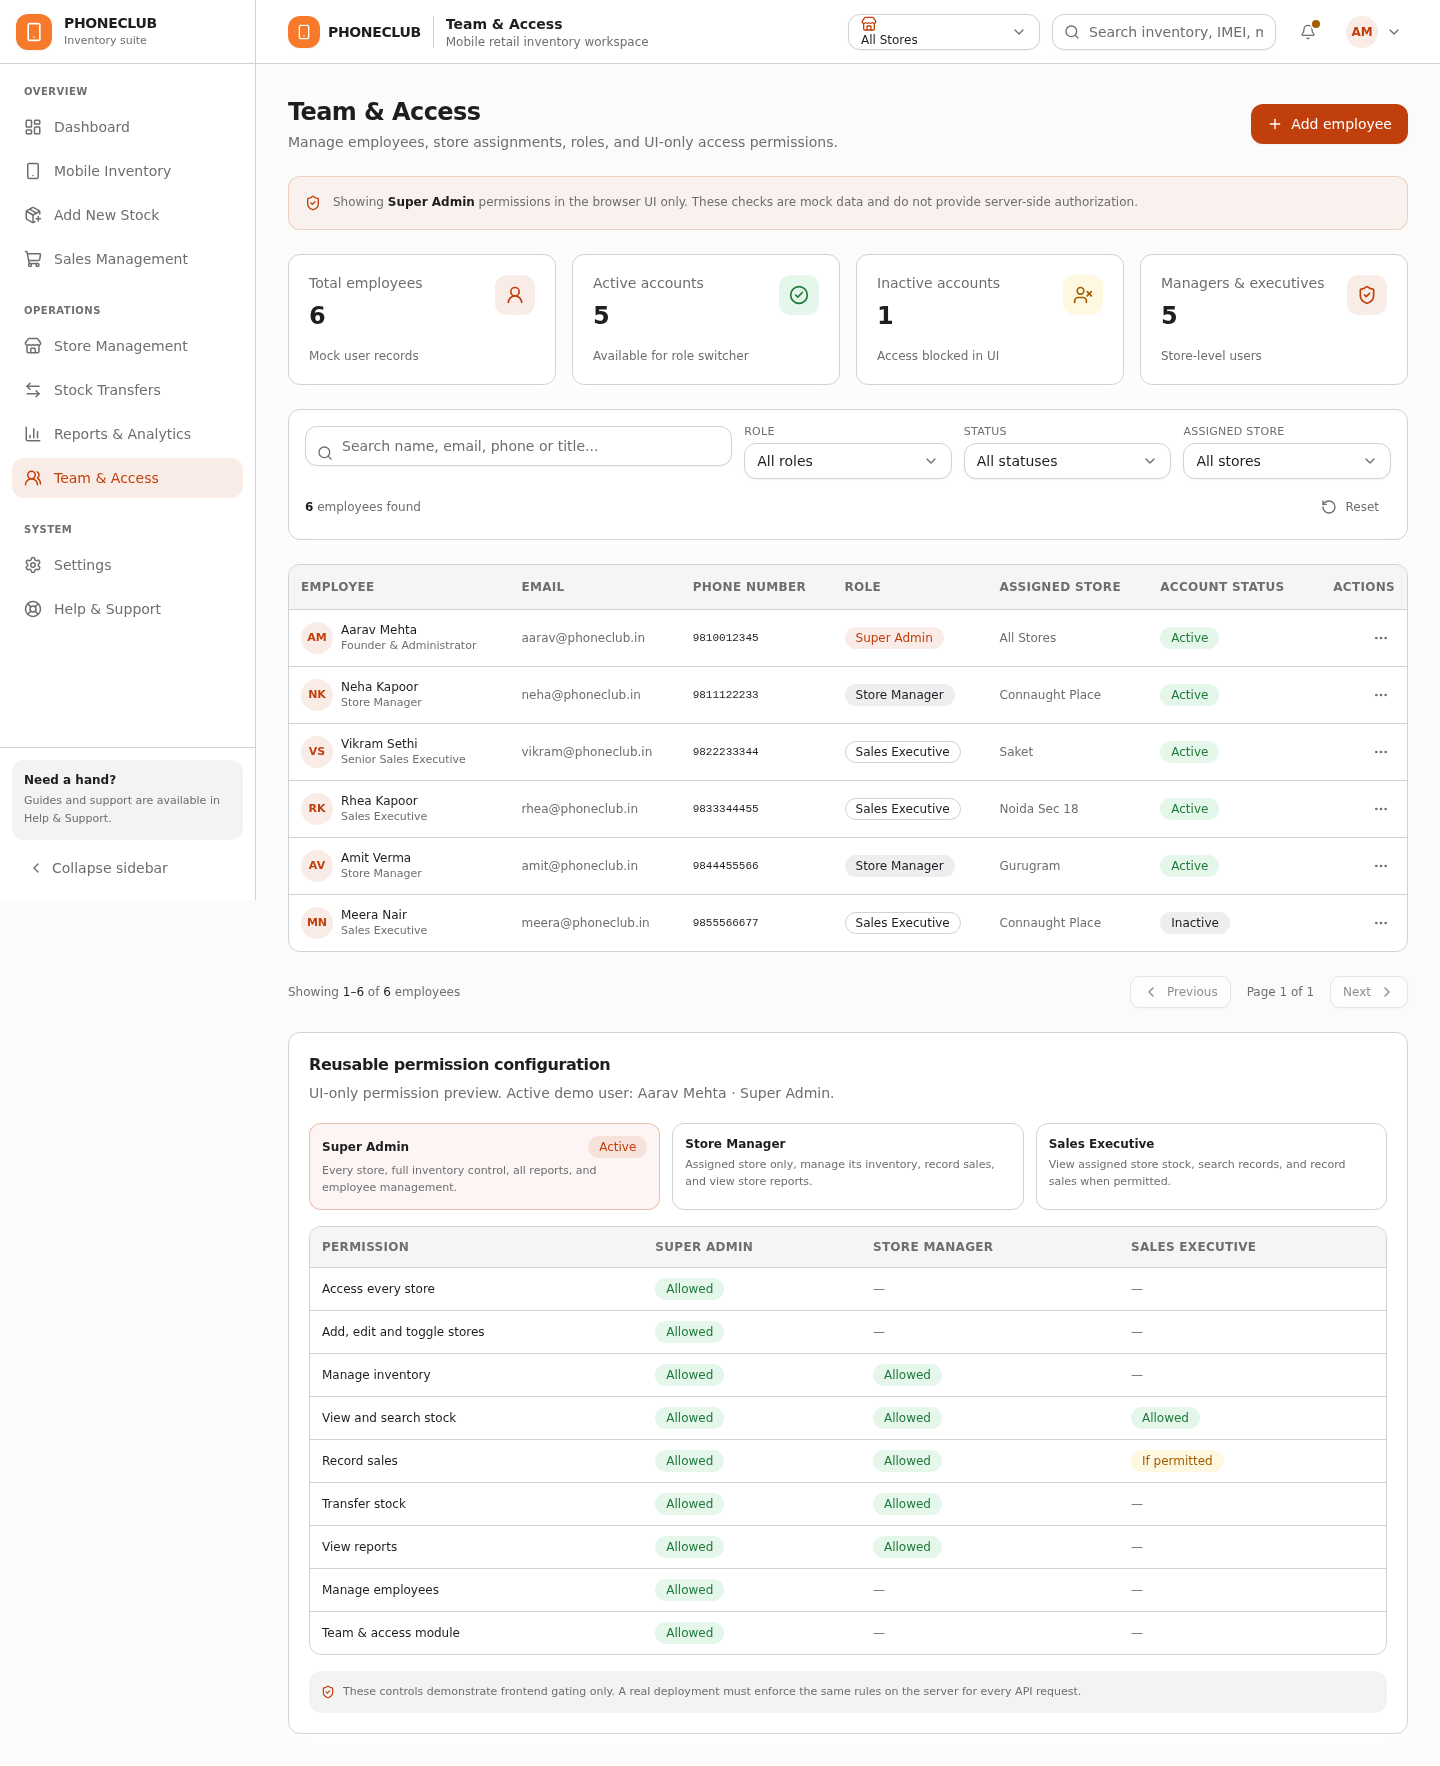 PHONECLUB
Inventory suite
OVERVIEW
Dashboard
Mobile Inventory
Add New Stock
Sales Management
OPERATIONS
Store Management
Stock Transfers
Reports & Analytics
Team & Access
SYSTEM
Settings
Help & Support
Need a hand?
Guides and support are available in
Help & Support.
Collapse sidebar
PHONECLUB
Team & Access
Mobile retail inventory workspace
All Stores
Search inventory, IMEI, n
AM
Team & Access
Manage employees, store assignments, roles, and UI-only access permissions.
Add employee
Showing Super Admin permissions in the browser UI only. These checks are mock data and do not provide server-side authorization.
Total employees
6
Mock user records
Active accounts
5
Available for role switcher
Inactive accounts
1
Access blocked in UI
Managers & executives
5
Store-level users
Search name, email, phone or title...
ROLE
All roles
STATUS
All statuses
ASSIGNED STORE
All stores
6 employees found
Reset
EMPLOYEE EMAIL PHONE NUMBER ROLE ASSIGNED STORE ACCOUNT STATUS ACTIONS
AM Aarav Mehta Founder & Administrator aarav@phoneclub.in 9810012345 Super Admin All Stores Active ···
NK Neha Kapoor Store Manager neha@phoneclub.in 9811122233 Store Manager Connaught Place Active ···
VS Vikram Sethi Senior Sales Executive vikram@phoneclub.in 9822233344 Sales Executive Saket Active ···
RK Rhea Kapoor Sales Executive rhea@phoneclub.in 9833344455 Sales Executive Noida Sec 18 Active ···
AV Amit Verma Store Manager amit@phoneclub.in 9844455566 Store Manager Gurugram Active ···
MN Meera Nair Sales Executive meera@phoneclub.in 9855566677 Sales Executive Connaught Place Inactive ···
Showing 1–6 of 6 employees
Previous Page 1 of 1 Next
Reusable permission configuration
UI-only permission preview. Active demo user: Aarav Mehta · Super Admin.
Super Admin Active
Every store, full inventory control, all reports, and
employee management.
Store Manager
Assigned store only, manage its inventory, record sales,
and view store reports.
Sales Executive
View assigned store stock, search records, and record
sales when permitted.
PERMISSION SUPER ADMIN STORE MANAGER SALES EXECUTIVE
Access every store Allowed — —
Add, edit and toggle stores Allowed — —
Manage inventory Allowed Allowed —
View and search stock Allowed Allowed Allowed
Record sales Allowed Allowed If permitted
Transfer stock Allowed Allowed —
View reports Allowed Allowed —
Manage employees Allowed — —
Team & access module Allowed — —
These controls demonstrate frontend gating only. A real deployment must enforce the same rules on the server for every API request.